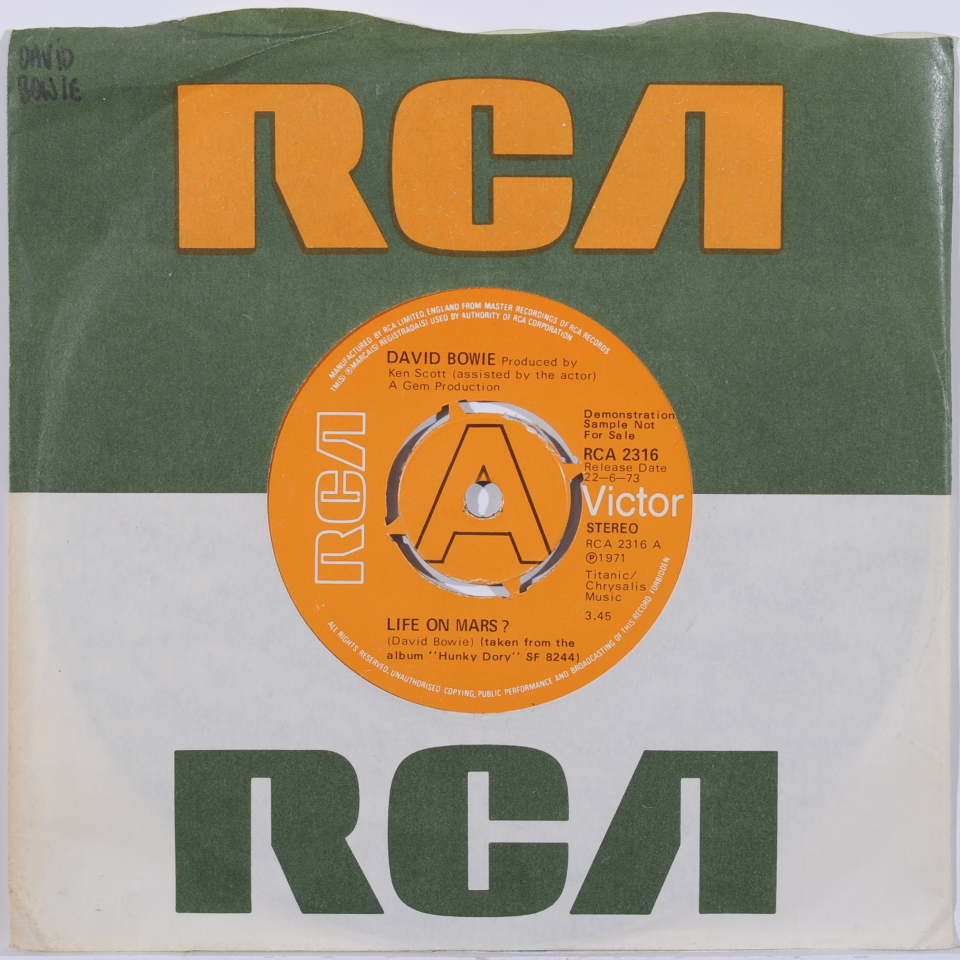 DAVID
BOWIE
RCA
MANUFACTURED BY RCA LIMITED, ENGLAND FROM MASTER RECORDINGS OF RCA RECORDS
TM(S) ® MARCA(S) REGISTRADA(S) USED BY AUTHORITY OF RCA CORPORATION
DAVID BOWIE Produced by
Ken Scott (assisted by the actor)
A Gem Production
RCA
A
Demonstration
Sample Not
For Sale
RCA 2316
Release Date
22-6-73
Victor
STEREO
RCA 2316 A
℗1971
Titanic/
Chrysalis
Music
3.45
LIFE ON MARS?
(David Bowie) (taken from the
album "Hunky Dory" SF 8244)
ALL RIGHTS RESERVED, UNAUTHORISED COPYING, PUBLIC PERFORMANCE AND BROADCASTING OF THIS RECORD FORBIDDEN
RCA